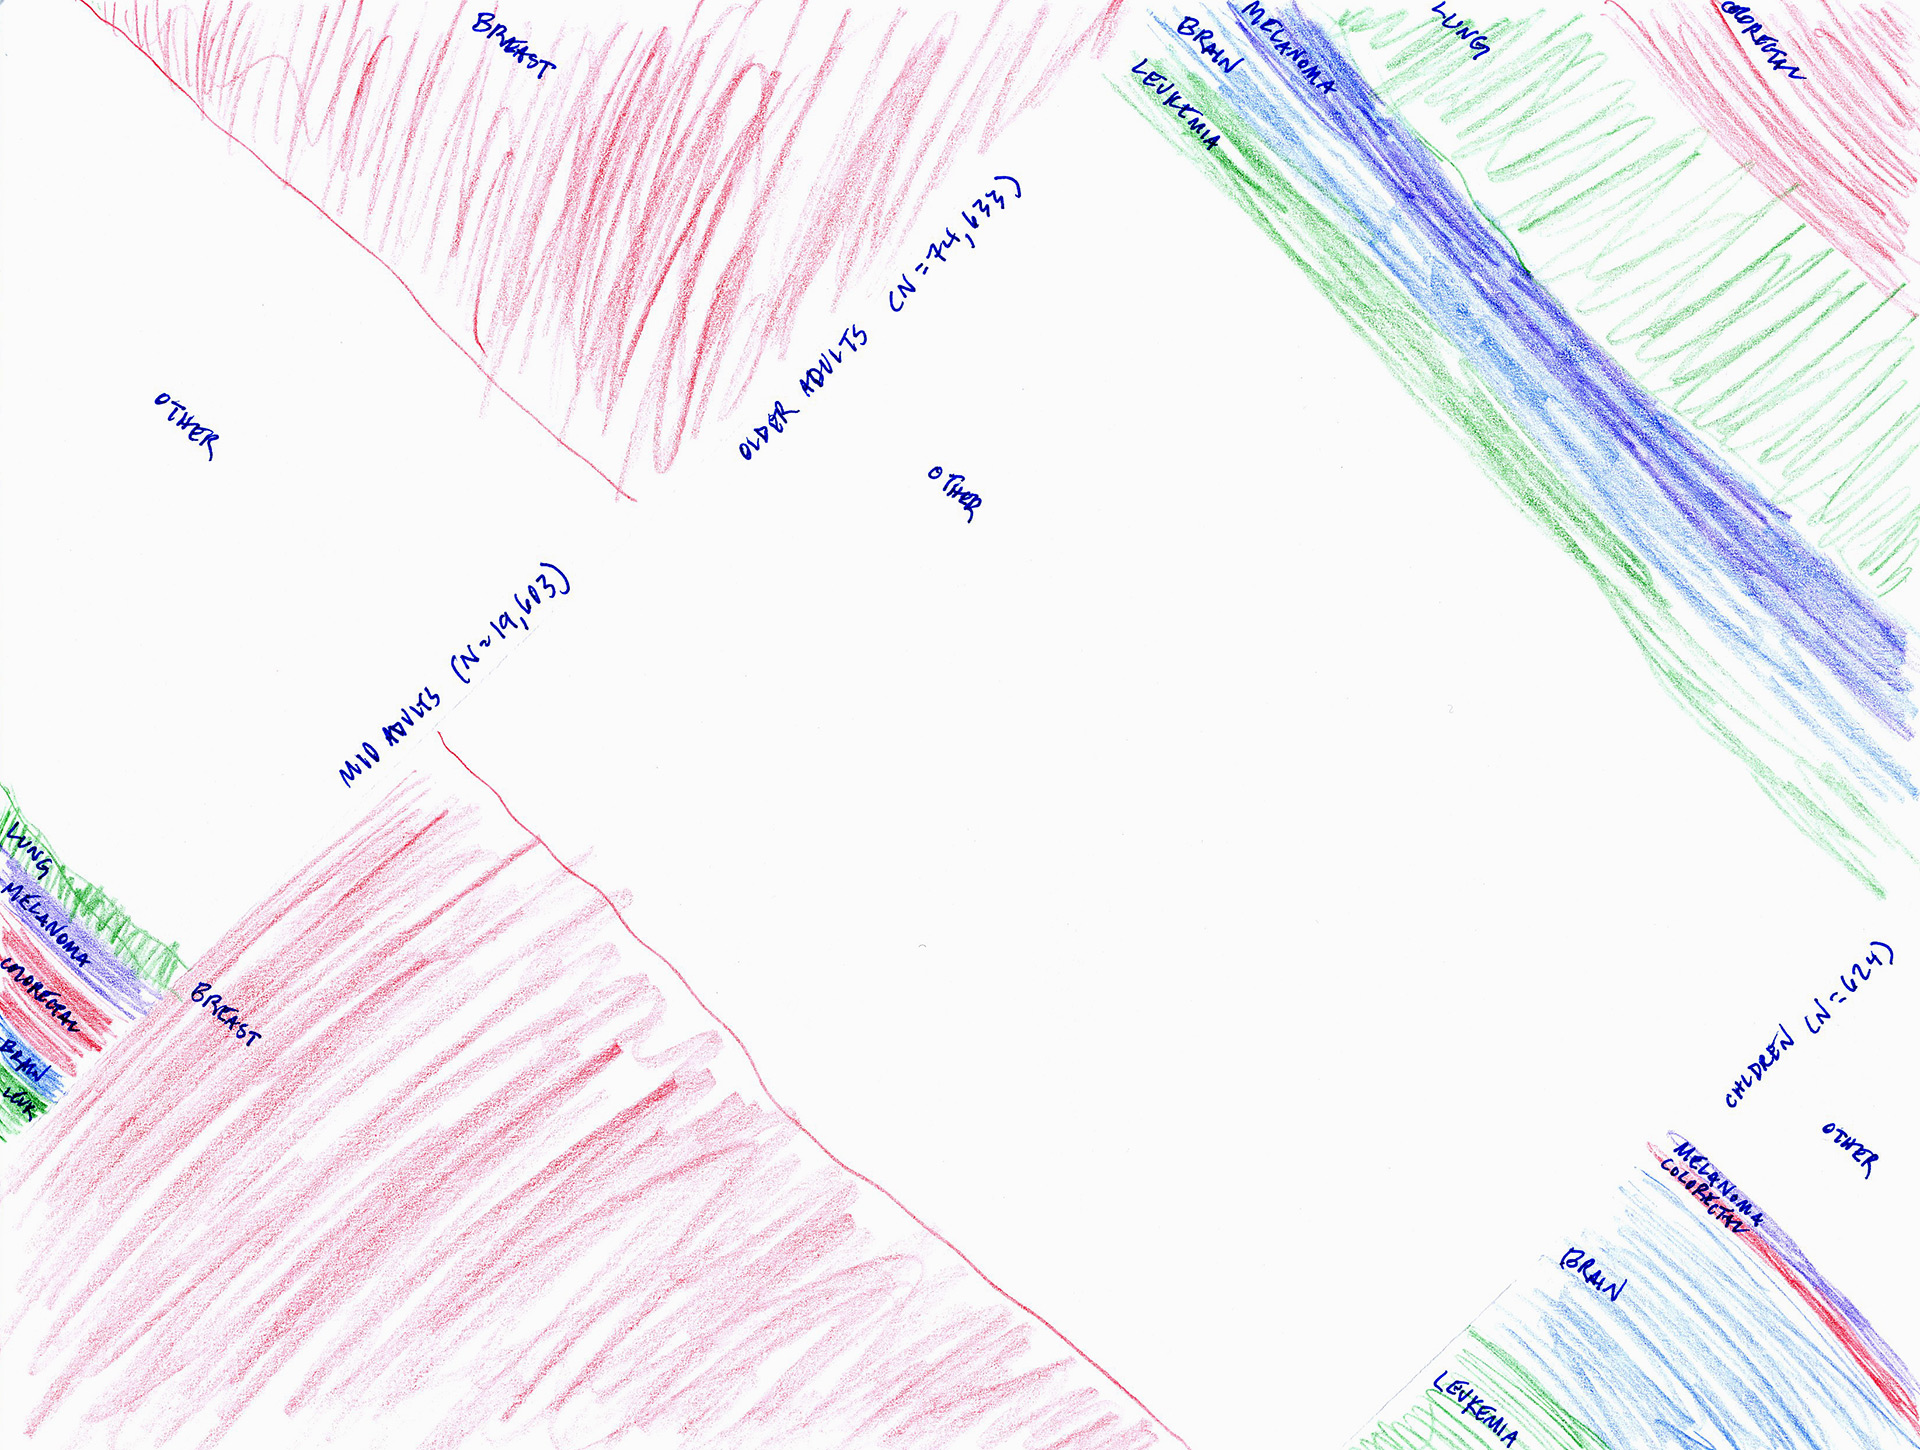 BREAST
BRAIN
MELANOMA
LUNG
COLORECTAL
LEUKEMIA
OLDER ADULTS (N=74,633)
OTHER
OTHER
MID ADULTS (N=19,603)
LUNG
MELANOMA
COLORECTAL
BRAIN
LEUK
BREAST
CHLDREN (N=624)
OTHER
MELANOMA
COLORECTAL
BRAIN
LEUKEMIA